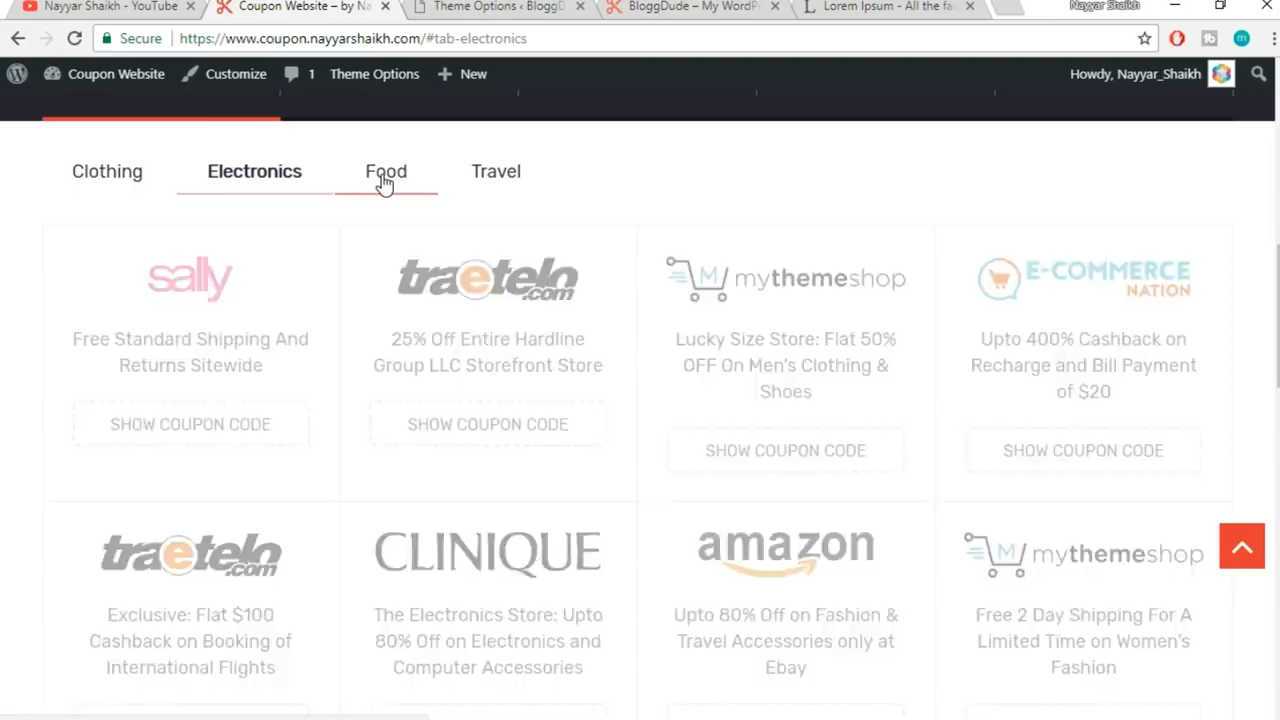 Nayyar Shaikh - YouTube
Coupon Website – by Na
Theme Options ‹ BloggD
BloggDude – My WordPr
Lorem Ipsum - All the fa
Nayyar Shaikh
Secure
https://www.coupon.nayyarshaikh.com/#tab-electronics
Coupon Website
Customize
1
Theme Options
New
Howdy, Nayyar_Shaikh
Clothing
Electronics
Food
Travel
sally
Free Standard Shipping And
Returns Sitewide
SHOW COUPON CODE
traetelo.com
25% Off Entire Hardline
Group LLC Storefront Store
SHOW COUPON CODE
M mythemeshop
Lucky Size Store: Flat 50%
OFF On Men's Clothing &
Shoes
SHOW COUPON CODE
E-COMMERCE
NATION
Upto 400% Cashback on
Recharge and Bill Payment
of $20
SHOW COUPON CODE
traetelo.com
Exclusive: Flat $100
Cashback on Booking of
International Flights
CLINIQUE
The Electronics Store: Upto
80% Off on Electronics and
Computer Accessories
amazon
Upto 80% Off on Fashion &
Travel Accessories only at
Ebay
M mythemeshop
Free 2 Day Shipping For A
Limited Time on Women's
Fashion